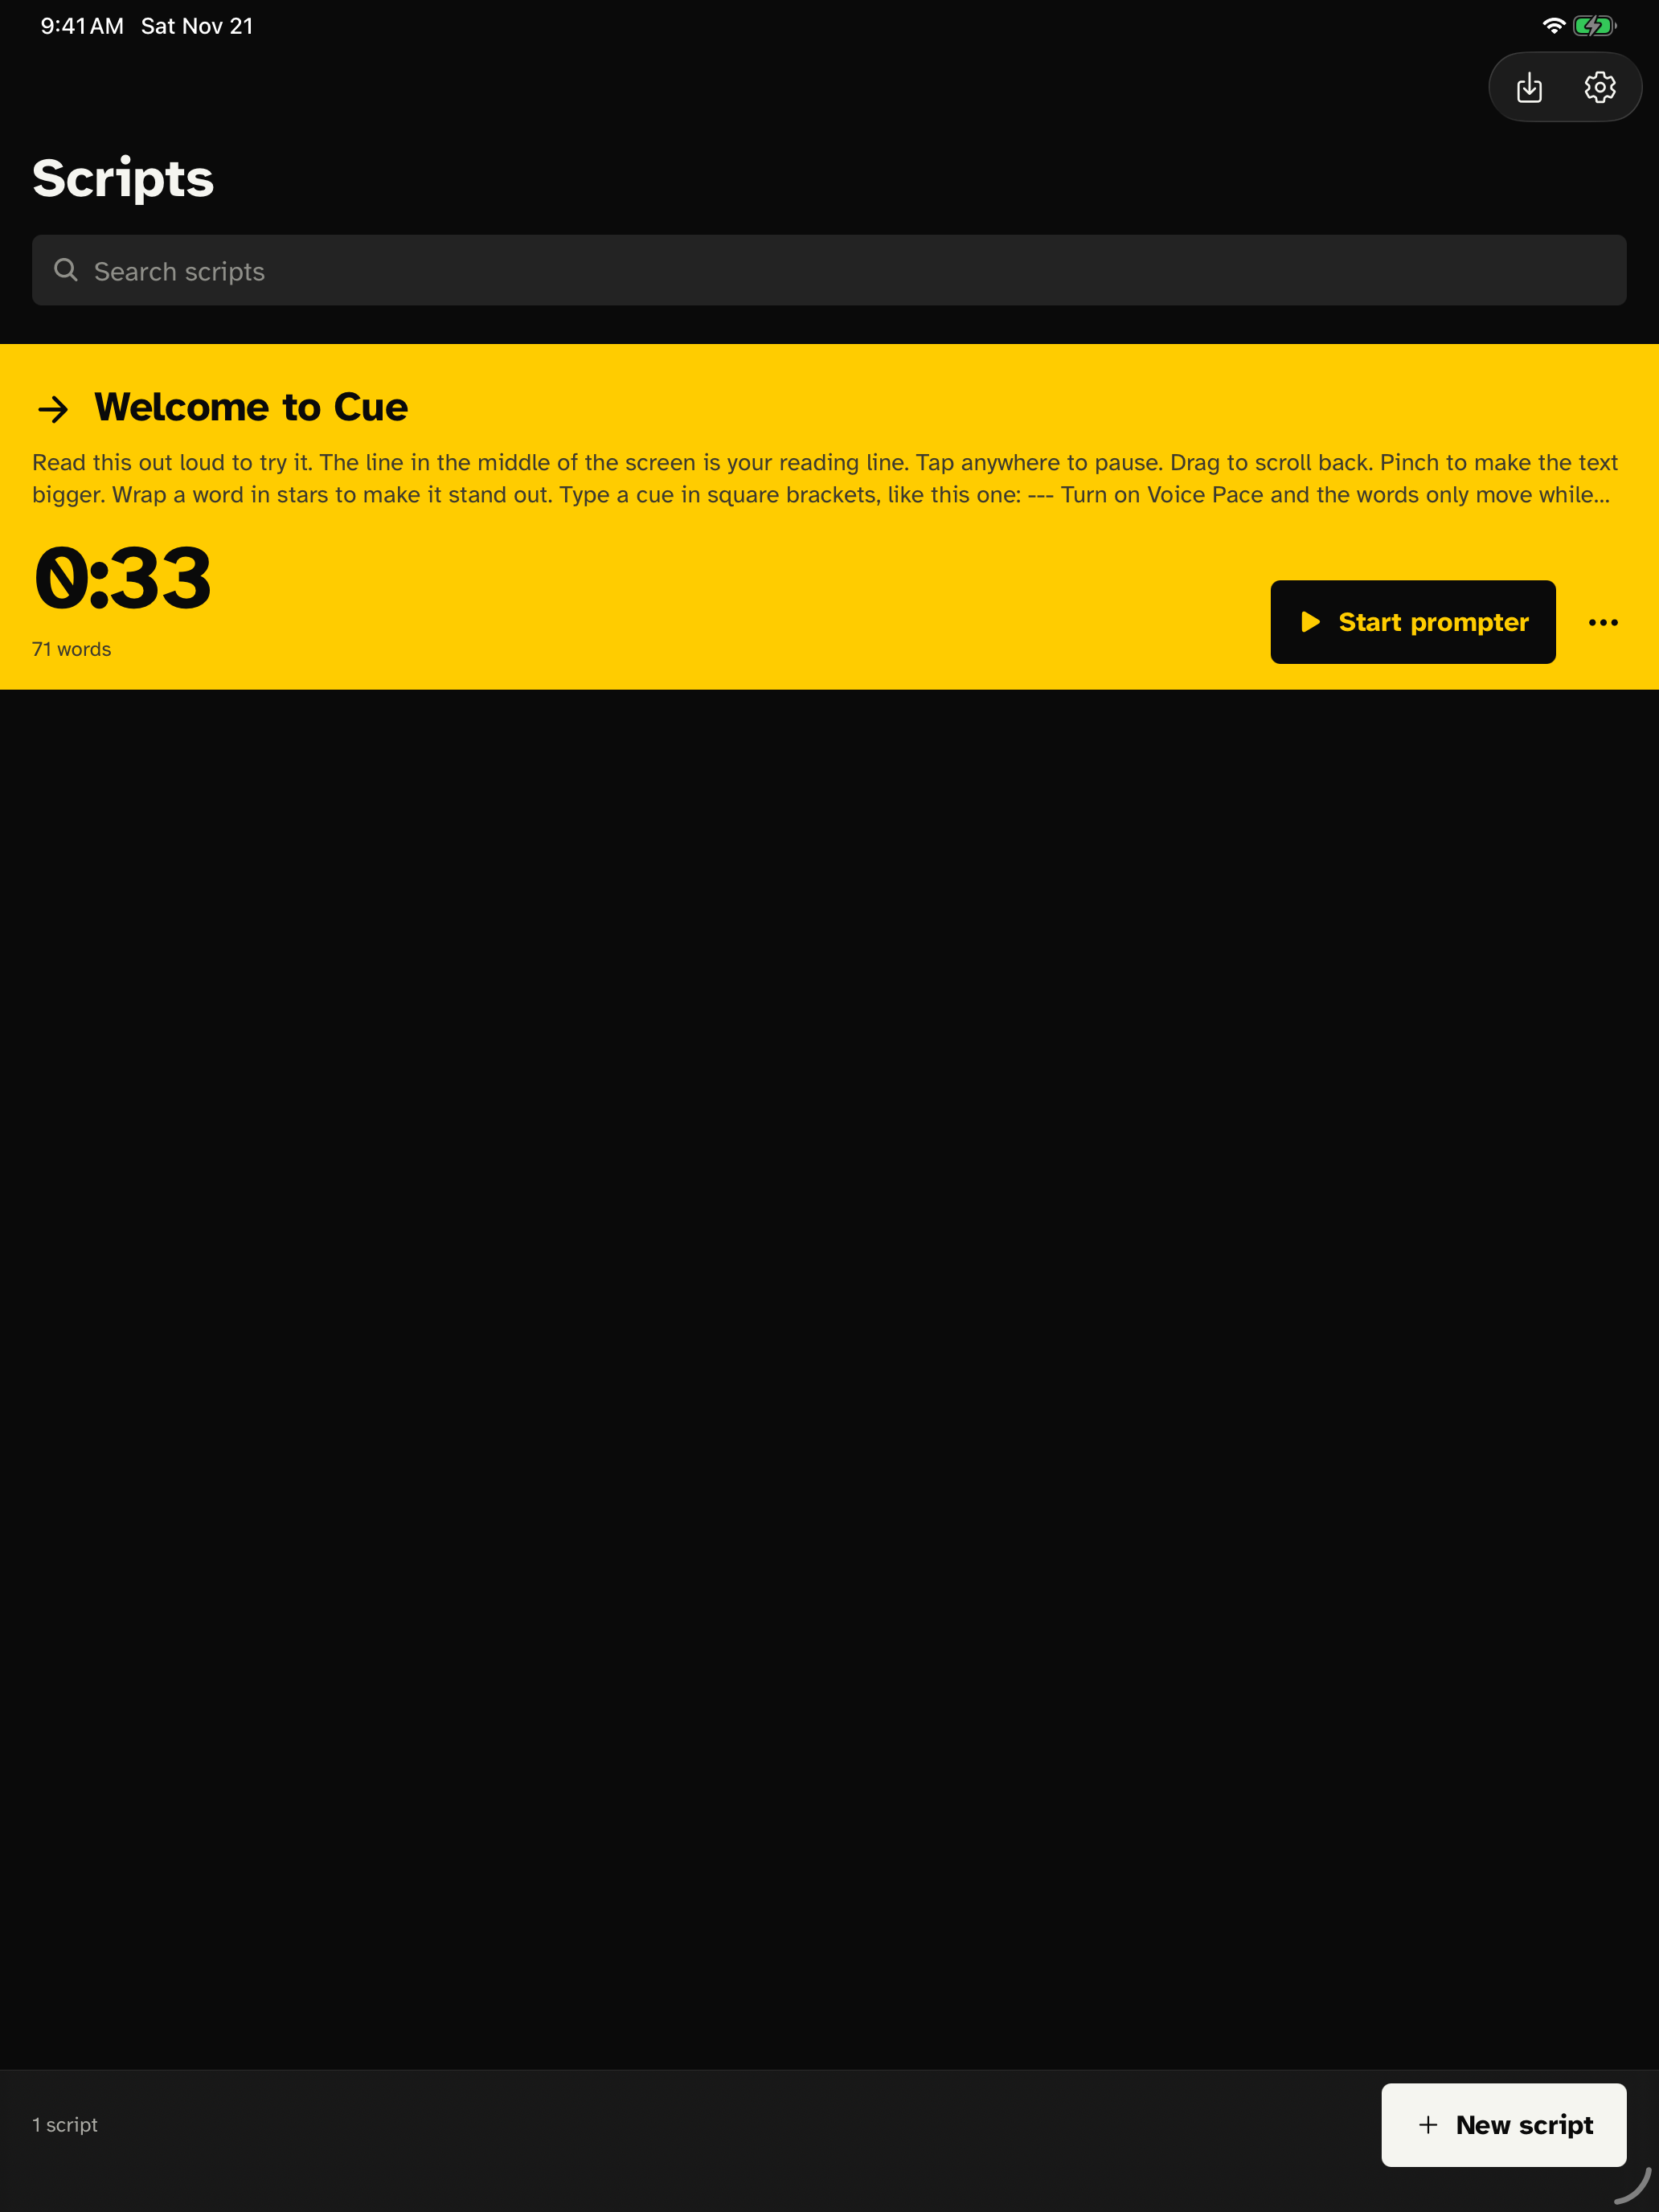 9:41 AM Sat Nov 21
Scripts
Search scripts
Welcome to Cue
Read this out loud to try it. The line in the middle of the screen is your reading line. Tap anywhere to pause. Drag to scroll back. Pinch to make the text
bigger. Wrap a word in stars to make it stand out. Type a cue in square brackets, like this one: --- Turn on Voice Pace and the words only move while...
0:33
71 words
Start prompter
1 script
New script